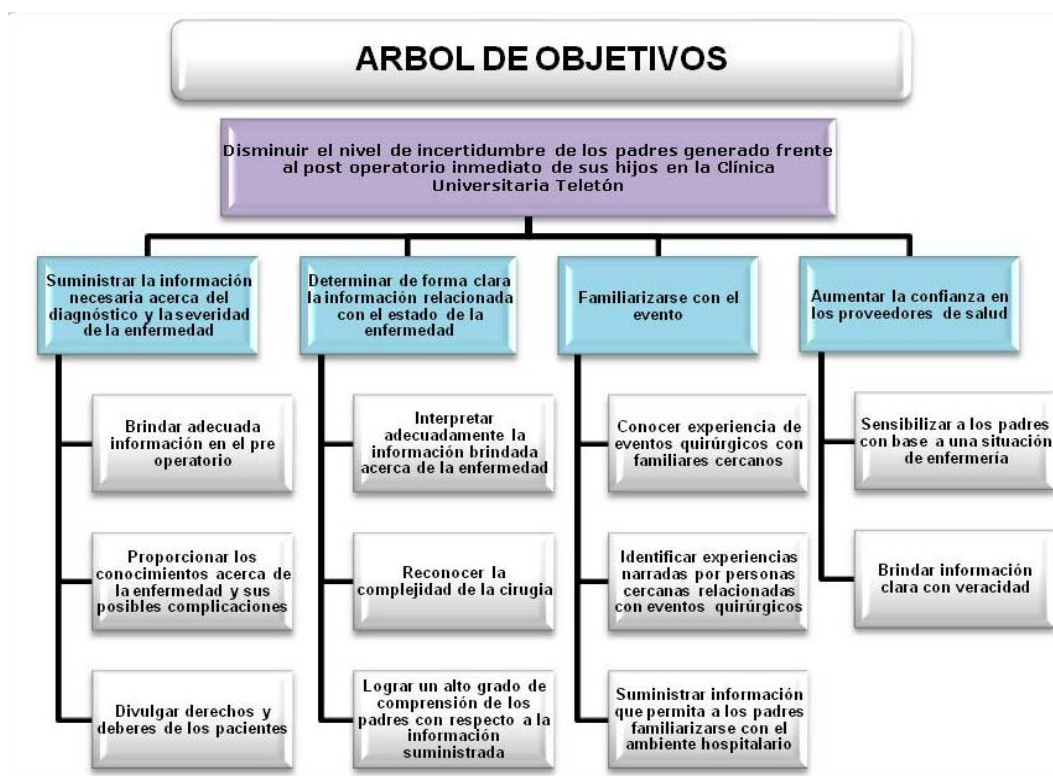 ARBOL DE OBJETIVOS
Disminuir el nivel de incertidumbre de los padres generado frente
al post operatorio inmediato de sus hijos en la Clínica
Universitaria Teletón
Suministrar la información
necesaria acerca del
diagnóstico y la severidad
de la enfermedad
Brindar adecuada
información en el pre
operatorio
Proporcionar los
conocimientos acerca de
la enfermedad y sus
posibles complicaciones
Divulgar derechos y
deberes de los pacientes
Determinar de forma clara
la información relacionada
con el estado de la
enfermedad
Interpretar
adecuadamente la
información brindada
acerca de la enfermedad
Reconocer la
complejidad de la cirugia
Lograr un alto grado de
comprensión de los
padres con respecto a la
información
suministrada
Familiarizarse con el
evento
Conocer experiencia de
eventos quirúrgicos con
familiares cercanos
Identificar experiencias
narradas por personas
cercanas relacionadas
con eventos quirúrgicos
Suministrar información
que permita a los padres
familiarizarse con el
ambiente hospitalario
Aumentar la confianza en
los proveedores de salud
Sensibilizar a los padres
con base a una situación
de enfermería
Brindar información
clara con veracidad